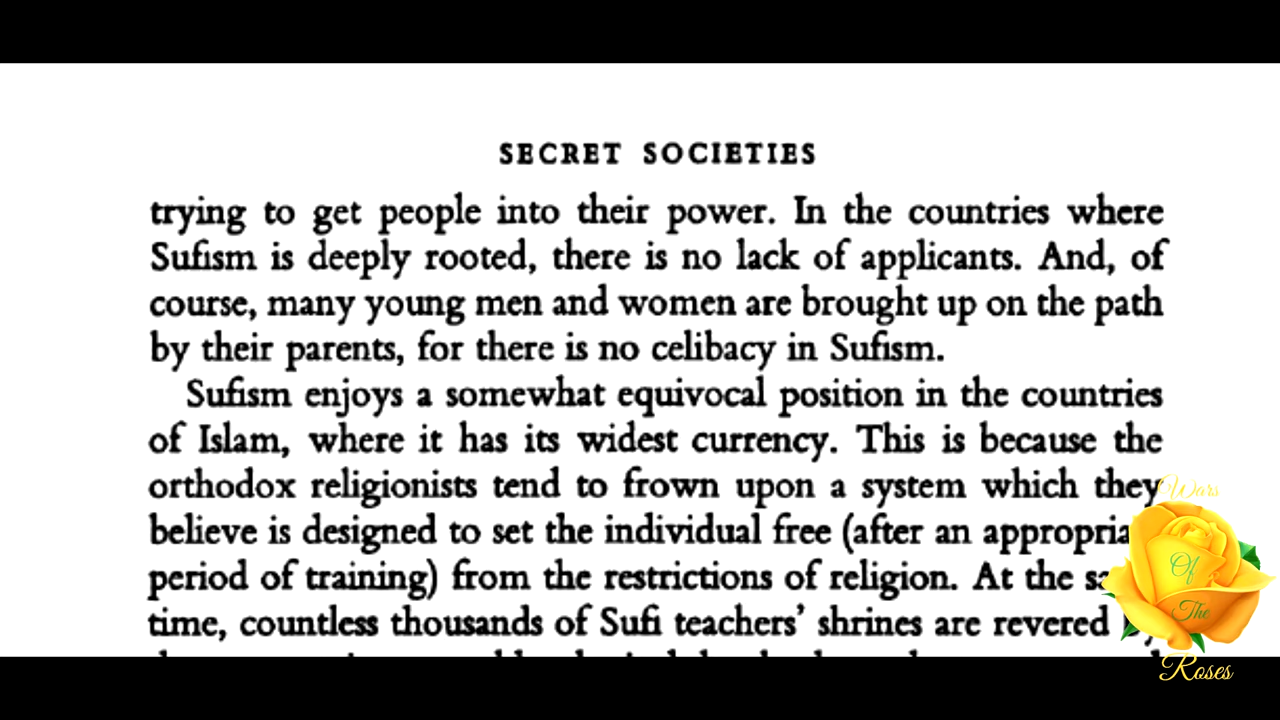 SECRET SOCIETIES
trying to get people into their power. In the countries where
Sufism is deeply rooted, there is no lack of applicants. And, of
course, many young men and women are brought up on the path
by their parents, for there is no celibacy in Sufism.
Sufism enjoys a somewhat equivocal position in the countries
of Islam, where it has its widest currency. This is because the
orthodox religionists tend to frown upon a system which they
believe is designed to set the individual free (after an
period of training) from the restrictions of religion. At the
time, countless thousands of Sufi teachers' shrines are revered
Wars
Of
The
Roses